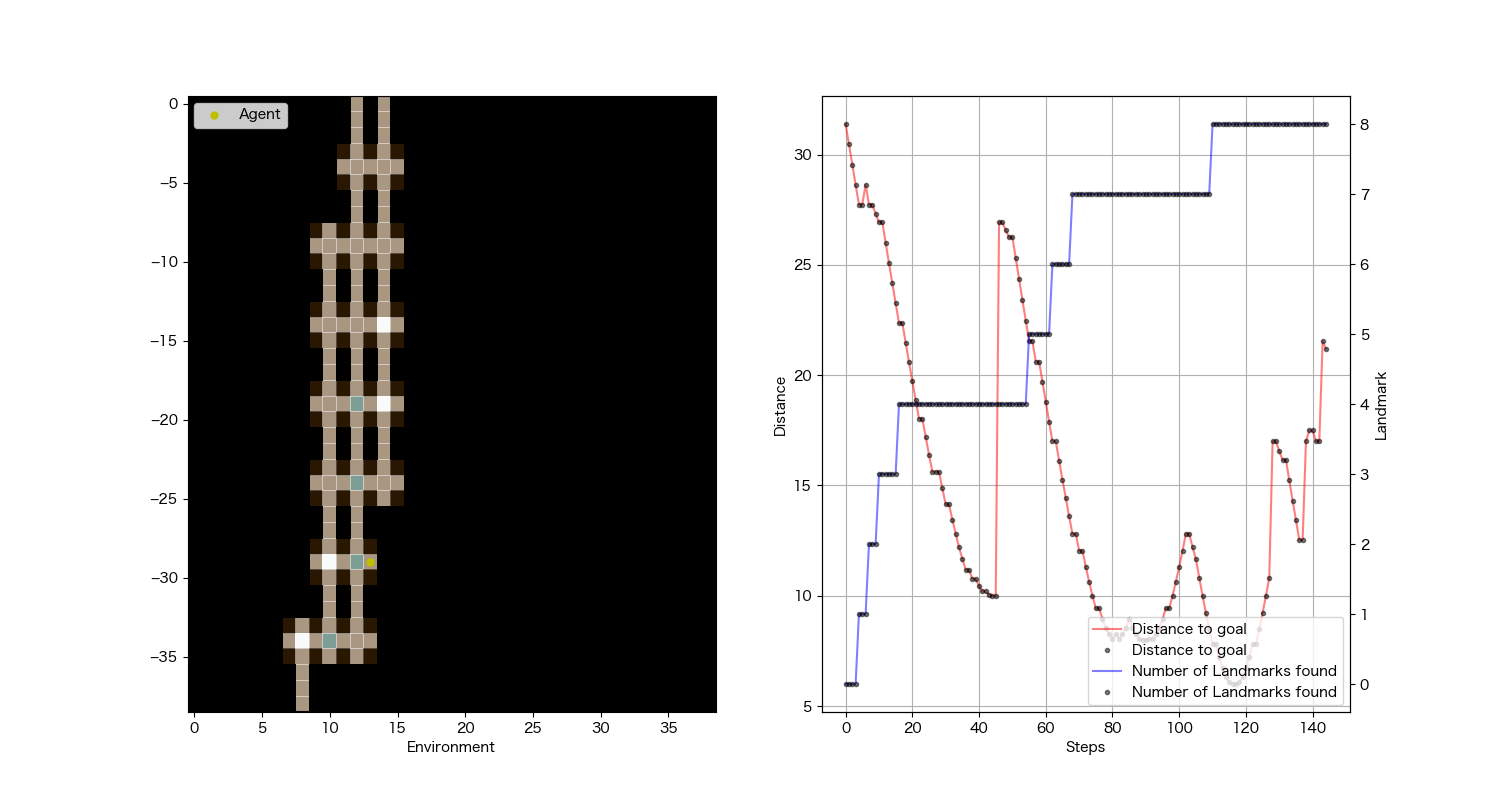 Agent
0
−5
−10
−15
−20
−25
−30
−35
0 5 10 15 20 25 30 35
Environment
Distance
30
25
20
15
10
5
0 20 40 60 80 100 120 140
Steps
8
7
6
5
4
3
2
1
0
Landmark
Distance to goal
Distance to goal
Number of Landmarks found
Number of Landmarks found